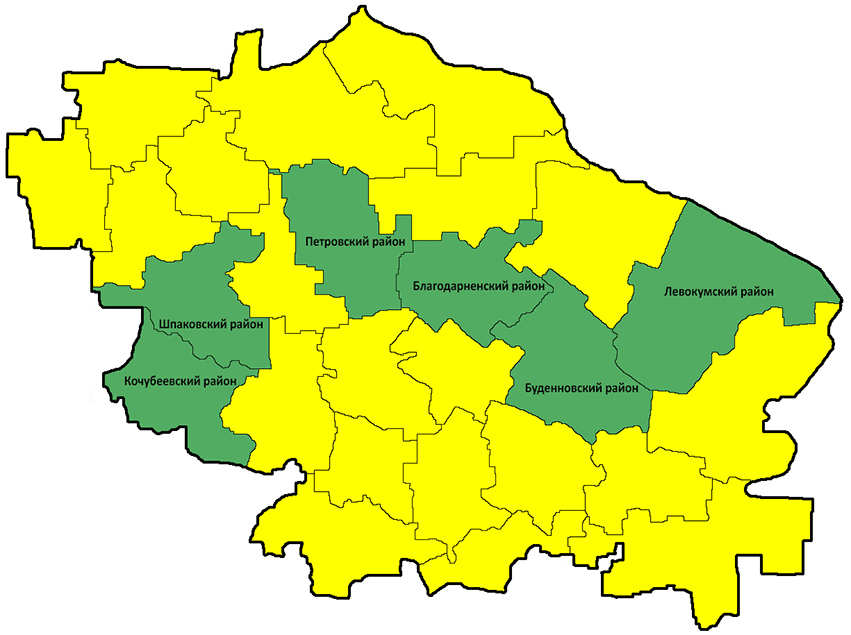 Петровский район
Благодарненский район
Левокумский район
Шпаковский район
Кочубеевский район
Буденновский район